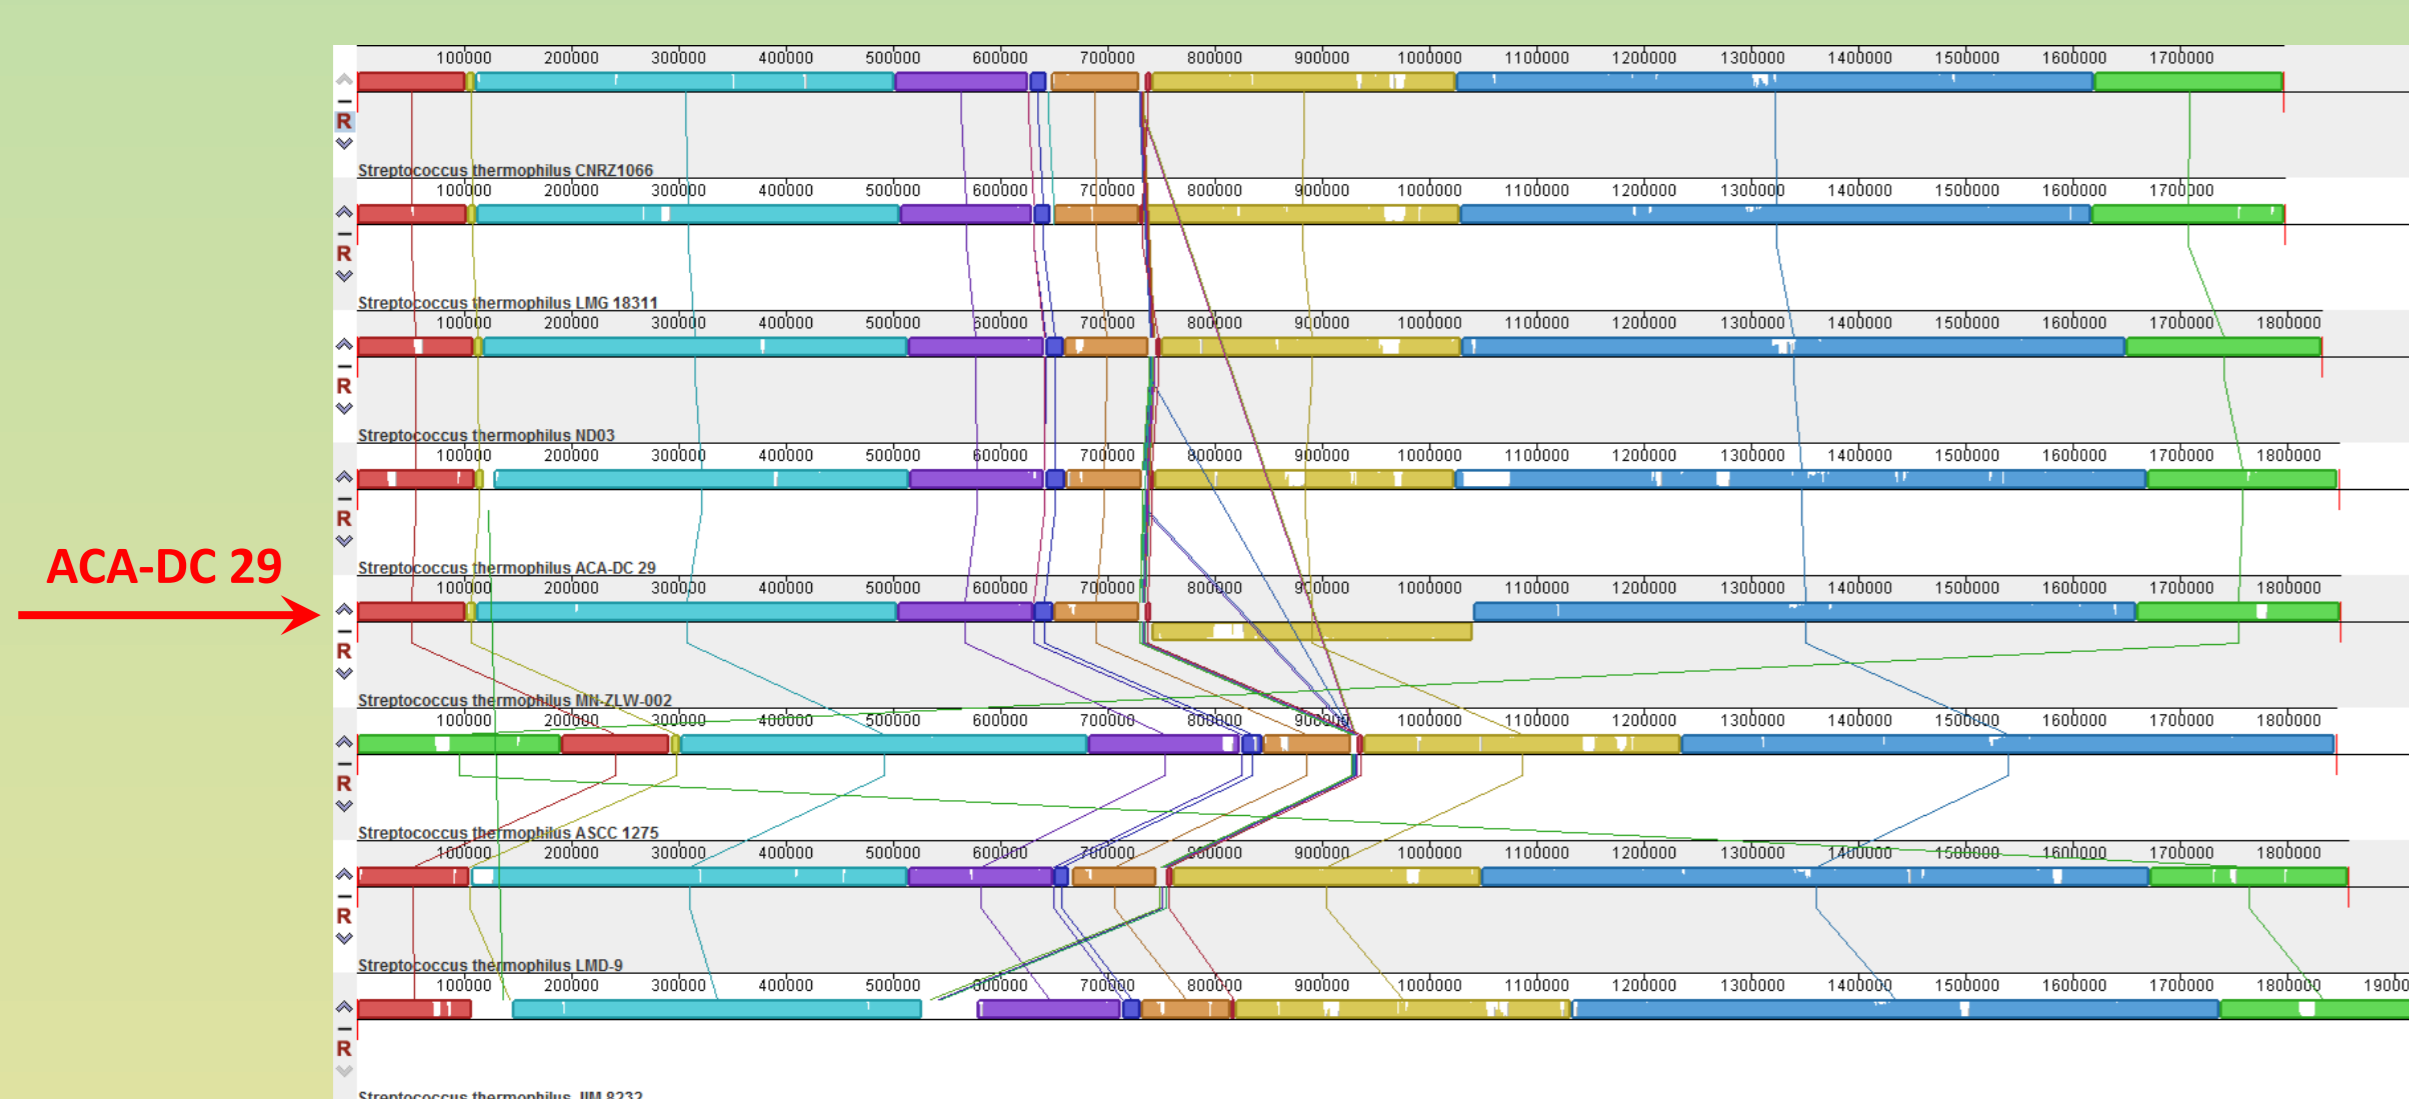 100000 200000 300000 400000 500000 600000 700000 800000 900000 1000000 1100000 1200000 1300000 1400000 1500000 1600000 1700000
R
Streptococcus thermophilus CNRZ1066
100000 200000 300000 400000 500000 600000 700000 800000 900000 1000000 1100000 1200000 1300000 1400000 1500000 1600000 1700000
R
Streptococcus thermophilus LMG 18311
100000 200000 300000 400000 500000 600000 700000 800000 900000 1000000 1100000 1200000 1300000 1400000 1500000 1600000 1700000 1800000
R
Streptococcus thermophilus ND03
100000 200000 300000 400000 500000 600000 700000 800000 900000 1000000 1100000 1200000 1300000 1400000 1500000 1600000 1700000 1800000
R
ACA-DC 29
Streptococcus thermophilus ACA-DC 29
100000 200000 300000 400000 500000 600000 700000 800000 900000 1000000 1100000 1200000 1300000 1400000 1500000 1600000 1700000 1800000
R
Streptococcus thermophilus MN-ZLW-002
100000 200000 300000 400000 500000 600000 700000 800000 900000 1000000 1100000 1200000 1300000 1400000 1500000 1600000 1700000 1800000
R
Streptococcus thermophilus ASCC 1275
100000 200000 300000 400000 500000 600000 700000 800000 900000 1000000 1100000 1200000 1300000 1400000 1500000 1600000 1700000 1800000
R
Streptococcus thermophilus LMD-9
100000 200000 300000 400000 500000 600000 700000 800000 900000 1000000 1100000 1200000 1300000 1400000 1500000 1600000 1700000 1800000 19000
R
Streptococcus thermophilus JIM 8232